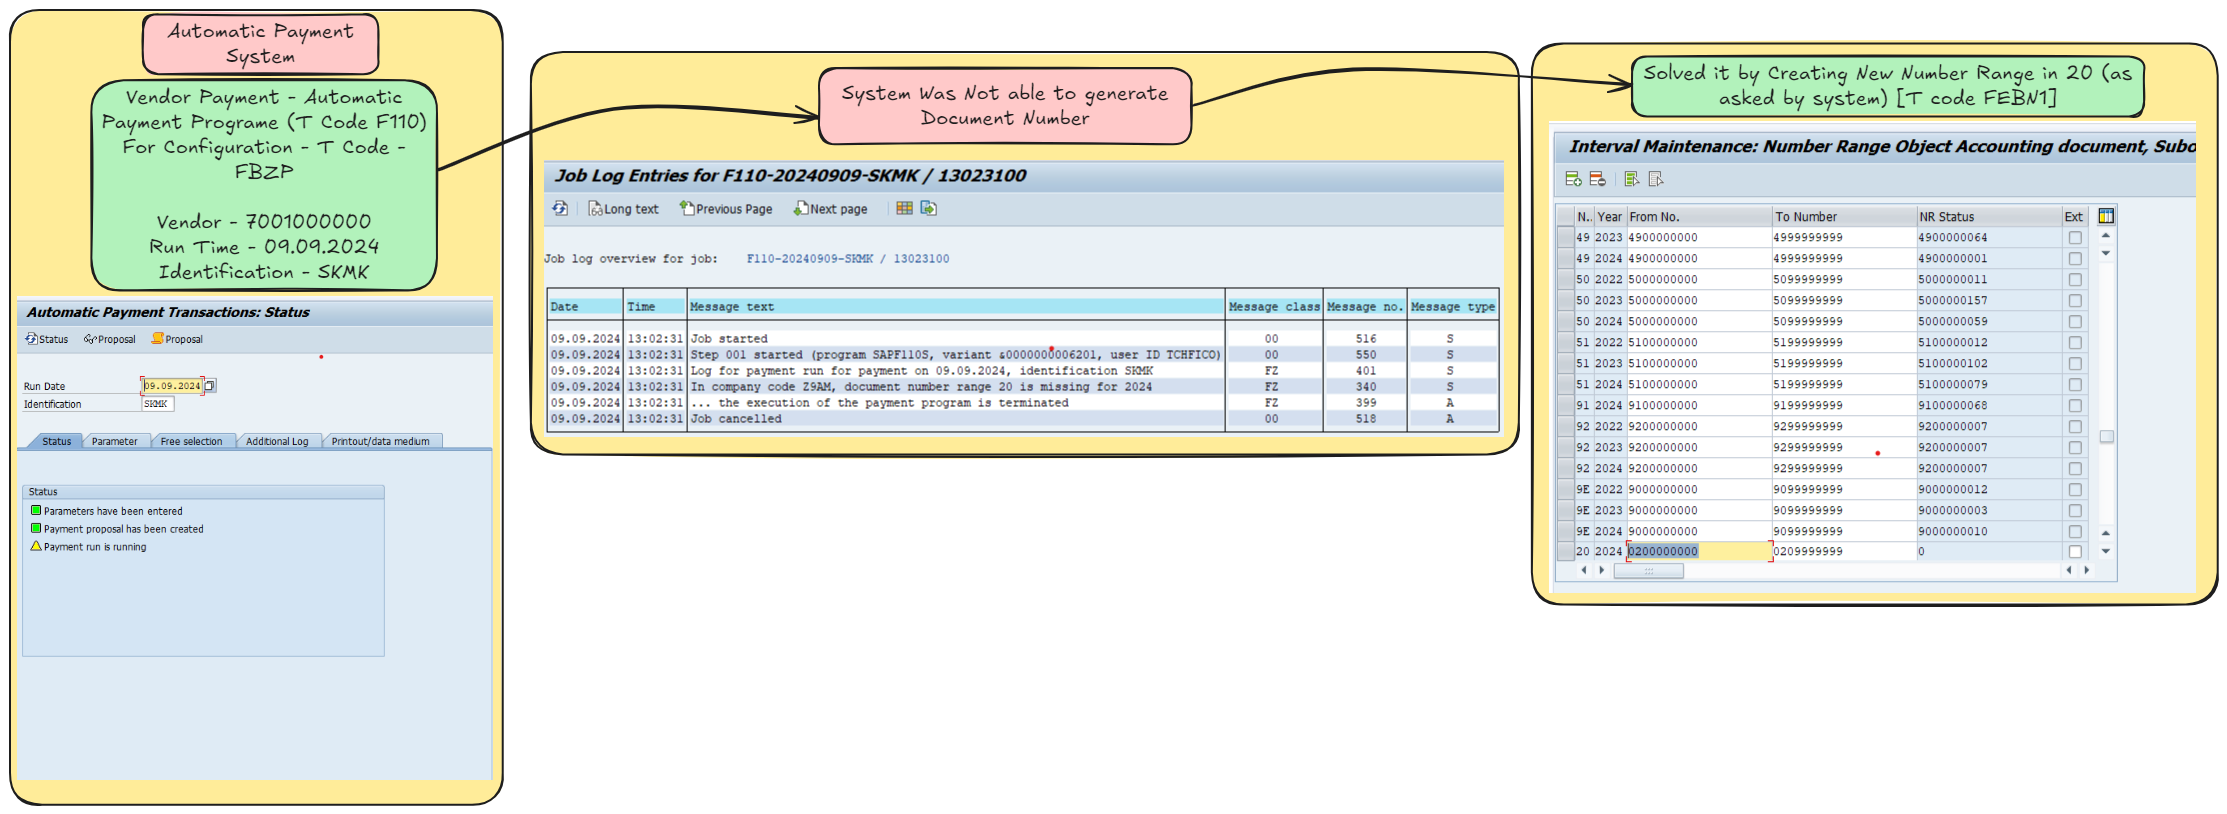 Automatic Payment
System
Vendor Payment - Automatic
Payment Programe (T Code F110)
For Configuration - T Code -
FBZP
Vendor - 7001000000
Run Time - 09.09.2024
Identification - SKMK
Automatic Payment Transactions: Status
Status Proposal Proposal
Run Date 09.09.2024
Identification SKMK
Status Parameter Free selection Additional Log Printout/data medium
Status
Parameters have been entered
Payment proposal has been created
Payment run is running
System Was Not able to generate
Document Number
Job Log Entries for F110-20240909-SKMK / 13023100
Long text Previous Page Next page
Job log overview for job: F110-20240909-SKMK / 13023100
Date Time Message text Message class Message no. Message type
09.09.2024 13:02:31 Job started 00 516 S
09.09.2024 13:02:31 Step 001 started (program SAPF110S, variant &0000000006201, user ID TCHFICO) 00 550 S
09.09.2024 13:02:31 Log for payment run for payment on 09.09.2024, identification SKMK FZ 401 S
09.09.2024 13:02:31 In company code Z9AM, document number range 20 is missing for 2024 FZ 340 S
09.09.2024 13:02:31 ... the execution of the payment program is terminated FZ 399 A
09.09.2024 13:02:31 Job cancelled 00 518 A
Solved it by Creating New Number Range in 20 (as
asked by system) [T code FEBN1]
Interval Maintenance: Number Range Object Accounting document, Subo
N.. Year From No. To Number NR Status Ext
49 2023 4900000000 4999999999 4900000064
49 2024 4900000000 4999999999 4900000001
50 2022 5000000000 5099999999 5000000011
50 2023 5000000000 5099999999 5000000157
50 2024 5000000000 5099999999 5000000059
51 2022 5100000000 5199999999 5100000012
51 2023 5100000000 5199999999 5100000102
51 2024 5100000000 5199999999 5100000079
91 2024 9100000000 9199999999 9100000068
92 2022 9200000000 9299999999 9200000007
92 2023 9200000000 9299999999 9200000007
92 2024 9200000000 9299999999 9200000007
9E 2022 9000000000 9099999999 9000000012
9E 2023 9000000000 9099999999 9000000003
9E 2024 9000000000 9099999999 9000000010
20 2024 0200000000 0209999999 0